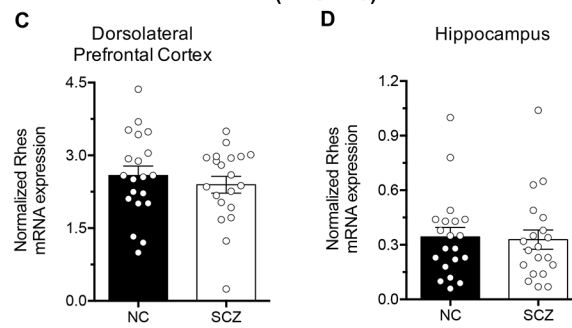 C
Dorsolateral
Prefrontal Cortex
Normalized Rhes
mRNA expression
4.5
3.0
1.5
0.0
NC
SCZ
D
Hippocampus
Normalized Rhes
mRNA expression
1.2
0.9
0.6
0.3
0.0
NC
SCZ